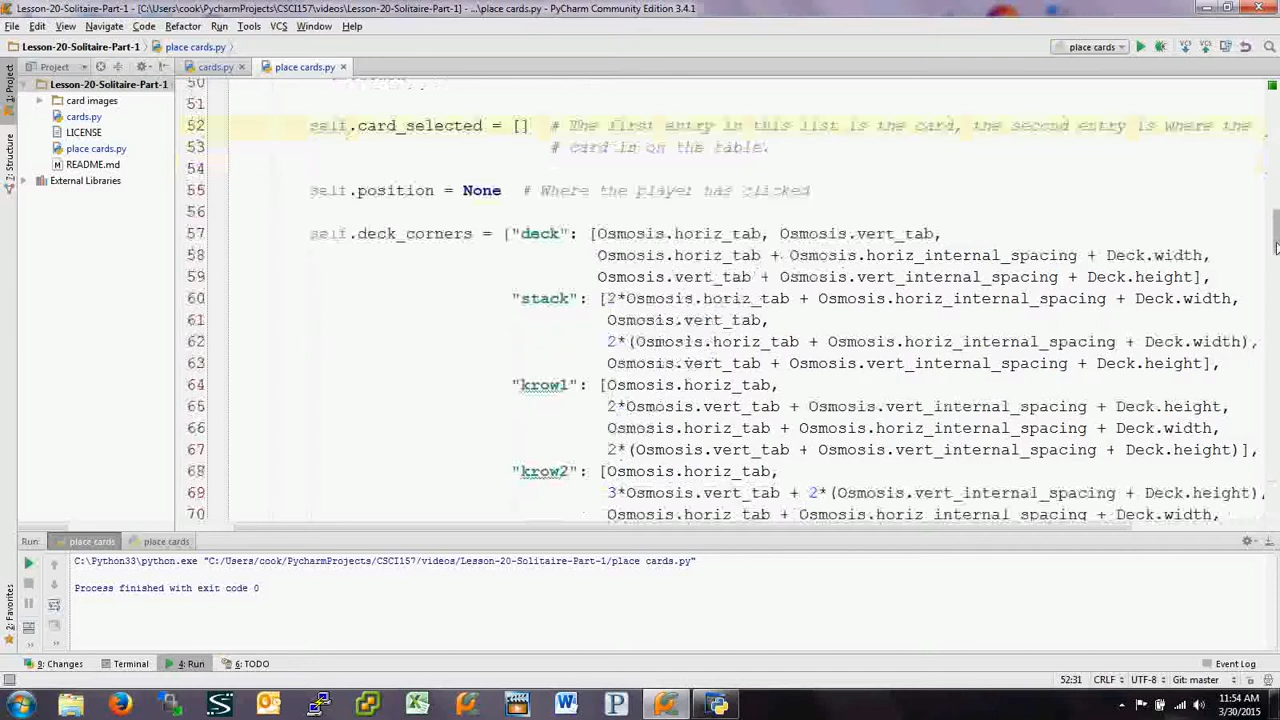 Lesson-20-Solitaire-Part-1 - [C:\Users\cook\PycharmProjects\CSCI157\videos\Lesson-20-Solitaire-Part-1] - ...\place cards.py - PyCharm Community Edition 3.4.1
File Edit View Navigate Code Refactor Run Tools VCS Window Help
Lesson-20-Solitaire-Part-1 place cards.py place cards
1: Project Project cards.py place cards.py
Lesson-20-Solitaire-Part-1
card images
cards.py
LICENSE
place cards.py
README.md
External Libraries
7: Structure
50
51
52 self.card_selected = [] # The first entry in this list is the card, the second entry is where the
53 # card is on the table.
54
55 self.position = None # Where the player has clicked
56
57 self.deck_corners = {"deck": [Osmosis.horiz_tab, Osmosis.vert_tab,
58 Osmosis.horiz_tab + Osmosis.horiz_internal_spacing + Deck.width,
59 Osmosis.vert_tab + Osmosis.vert_internal_spacing + Deck.height],
60 "stack": [2*Osmosis.horiz_tab + Osmosis.horiz_internal_spacing + Deck.width,
61 Osmosis.vert_tab,
62 2*(Osmosis.horiz_tab + Osmosis.horiz_internal_spacing + Deck.width),
63 Osmosis.vert_tab + Osmosis.vert_internal_spacing + Deck.height],
64 "krow1": [Osmosis.horiz_tab,
65 2*Osmosis.vert_tab + Osmosis.vert_internal_spacing + Deck.height,
66 Osmosis.horiz_tab + Osmosis.horiz_internal_spacing + Deck.width,
67 2*(Osmosis.vert_tab + Osmosis.vert_internal_spacing + Deck.height)],
68 "krow2": [Osmosis.horiz_tab,
69 3*Osmosis.vert_tab + 2*(Osmosis.vert_internal_spacing + Deck.height),
70 Osmosis.horiz_tab + Osmosis.horiz_internal_spacing + Deck.width,
Run: place cards place cards
C:\Python33\python.exe "C:/Users/cook/PycharmProjects/CSCI157/videos/Lesson-20-Solitaire-Part-1/place cards.py"
Process finished with exit code 0
2: Favorites
9: Changes Terminal 4: Run 6: TODO Event Log
52:31 CRLF UTF-8 Git: master
11:54 AM
3/30/2015